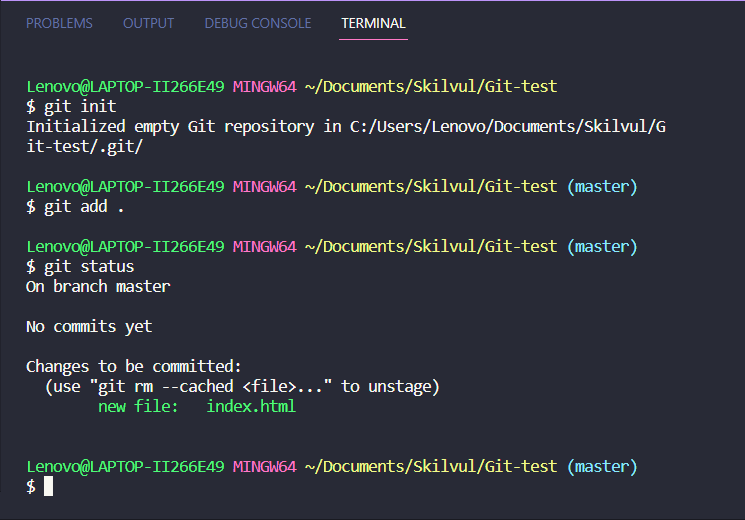 PROBLEMS OUTPUT DEBUG CONSOLE TERMINAL
Lenovo@LAPTOP-II266E49 MINGW64 ~/Documents/Skilvul/Git-test
$ git init
Initialized empty Git repository in C:/Users/Lenovo/Documents/Skilvul/G
it-test/.git/
Lenovo@LAPTOP-II266E49 MINGW64 ~/Documents/Skilvul/Git-test (master)
$ git add .
Lenovo@LAPTOP-II266E49 MINGW64 ~/Documents/Skilvul/Git-test (master)
$ git status
On branch master
No commits yet
Changes to be committed:
  (use "git rm --cached <file>..." to unstage)
        new file:   index.html
Lenovo@LAPTOP-II266E49 MINGW64 ~/Documents/Skilvul/Git-test (master)
$